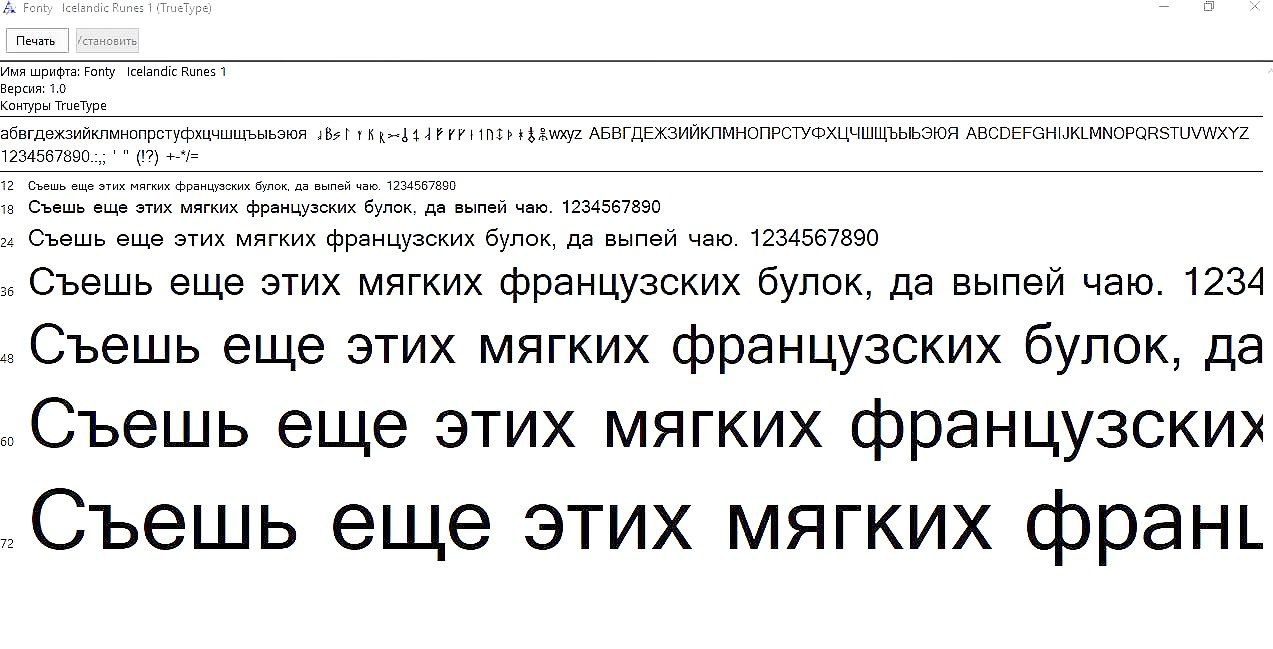 Fonty Icelandic Runes 1 (TrueType)
Печать становить
Имя шрифта: Fonty Icelandic Runes 1
Версия: 1.0
Контуры TrueType
абвгдежзийклмнопрстуфхцчшщъыьэюя wxyz АБВГДЕЖЗИЙКЛМНОПРСТУФХЦЧШЩЪЫЬЭЮЯ ABCDEFGHIJKLMNOPQRSTUVWXYZ
1234567890.:,; ' " (!?) +-*/=
12 Съешь еще этих мягких французских булок, да выпей чаю. 1234567890
18 Съешь еще этих мягких французских булок, да выпей чаю. 1234567890
24 Съешь еще этих мягких французских булок, да выпей чаю. 1234567890
36 Съешь еще этих мягких французских булок, да выпей чаю. 1234
48 Съешь еще этих мягких французских булок, да
60 Съешь еще этих мягких французских
72 Съешь еще этих мягких франц